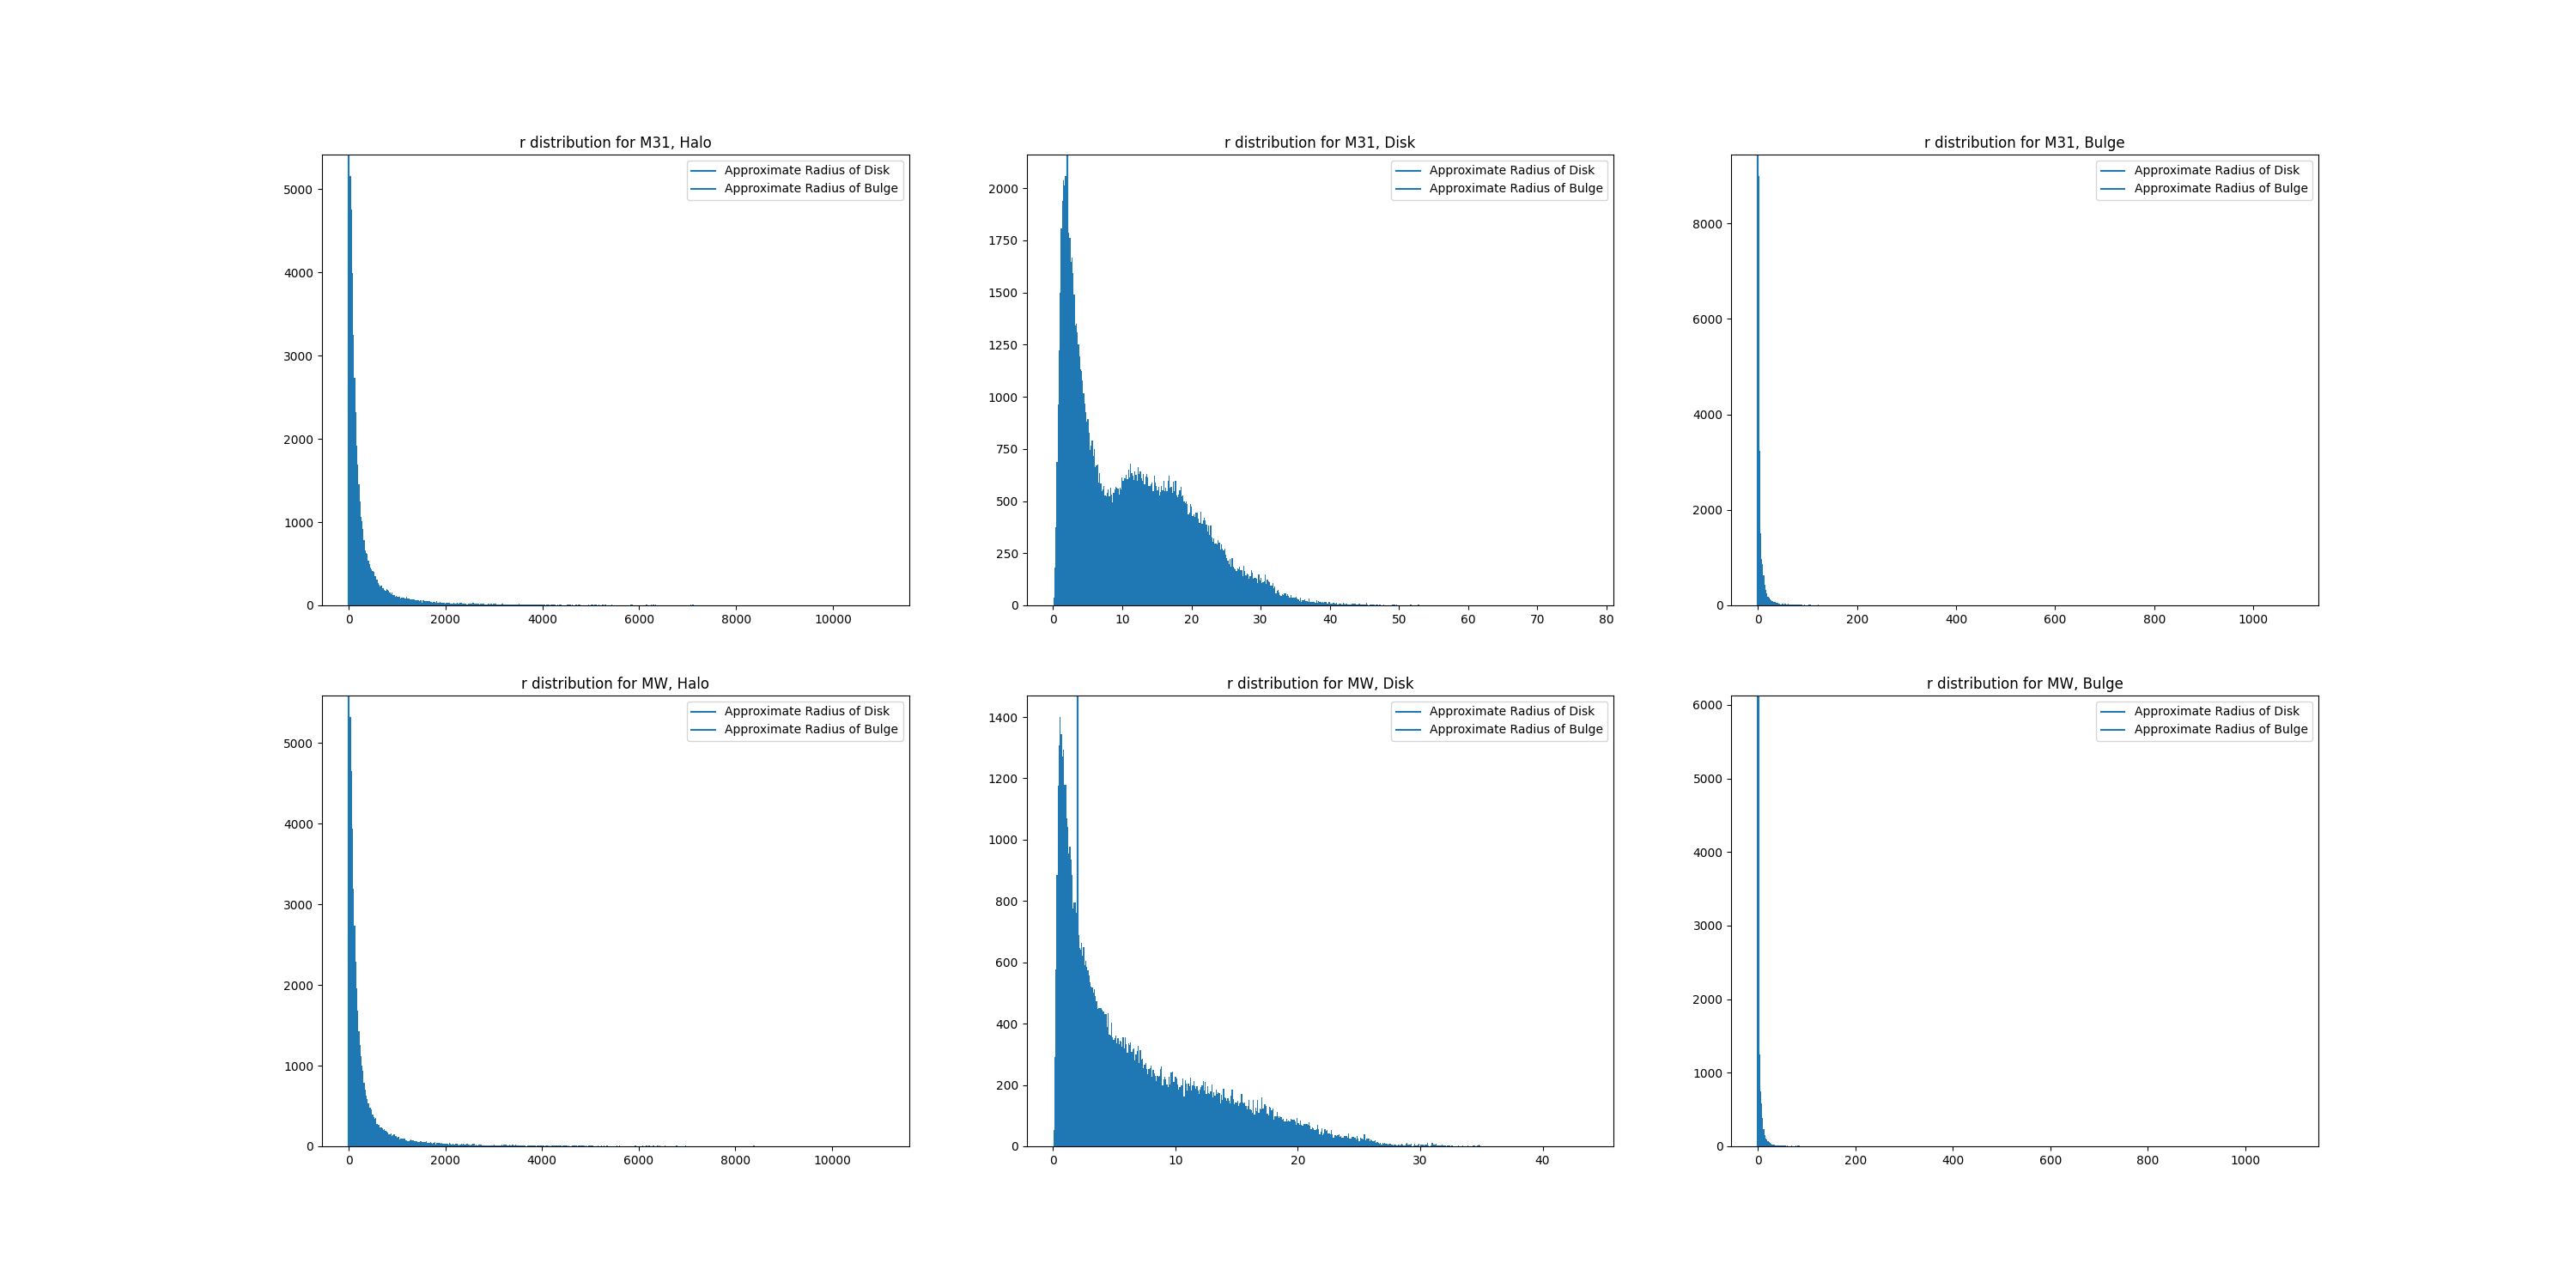 r distribution for M31, Halo
Approximate Radius of Disk
Approximate Radius of Bulge
5000
4000
3000
2000
1000
0
0 2000 4000 6000 8000 10000
r distribution for M31, Disk
Approximate Radius of Disk
Approximate Radius of Bulge
2000
1750
1500
1250
1000
750
500
250
0
0 10 20 30 40 50 60 70 80
r distribution for M31, Bulge
Approximate Radius of Disk
Approximate Radius of Bulge
8000
6000
4000
2000
0
0 200 400 600 800 1000
r distribution for MW, Halo
Approximate Radius of Disk
Approximate Radius of Bulge
5000
4000
3000
2000
1000
0
0 2000 4000 6000 8000 10000
r distribution for MW, Disk
Approximate Radius of Disk
Approximate Radius of Bulge
1400
1200
1000
800
600
400
200
0
0 10 20 30 40
r distribution for MW, Bulge
Approximate Radius of Disk
Approximate Radius of Bulge
6000
5000
4000
3000
2000
1000
0
0 200 400 600 800 1000